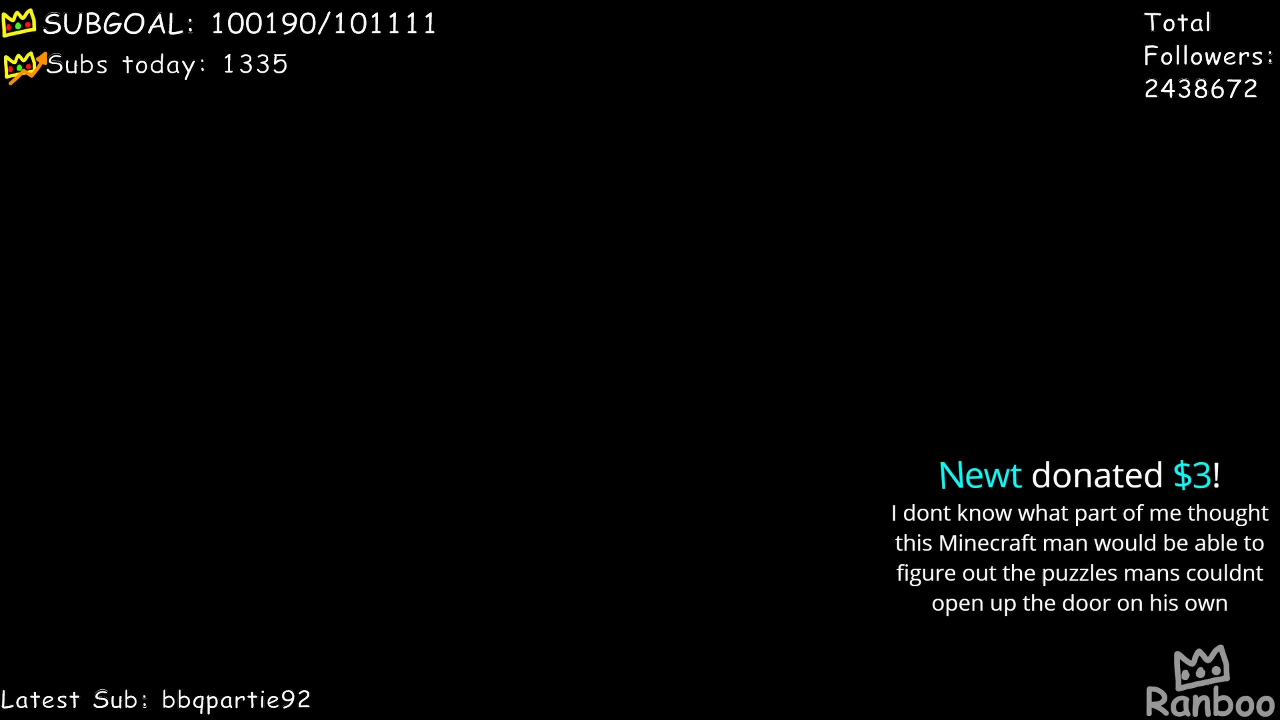 SUBGOAL: 100190/101111
Subs today: 1335
Total
Followers:
2438672
Newt donated $3!
I dont know what part of me thought
this Minecraft man would be able to
figure out the puzzles mans couldnt
open up the door on his own
Latest Sub: bbqpartie92
Ranboo